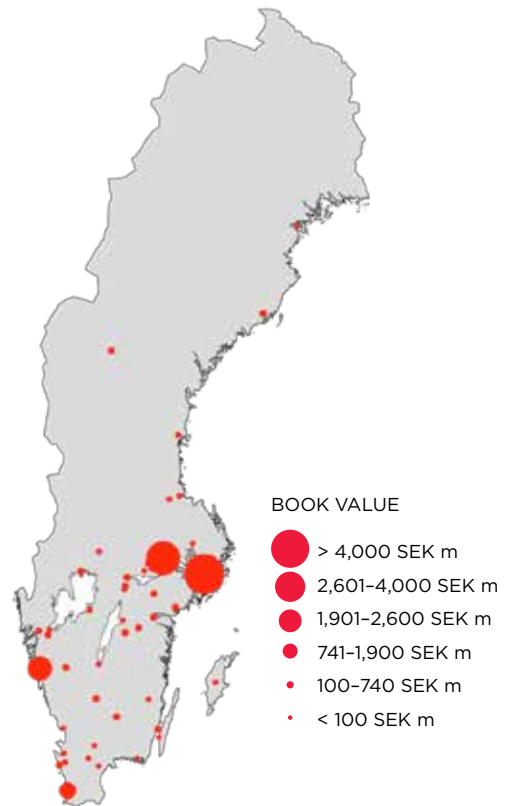 BOOK VALUE
> 4,000 SEK m
2,601–4,000 SEK m
1,901–2,600 SEK m
741–1,900 SEK m
100–740 SEK m
< 100 SEK m